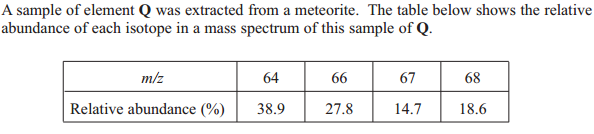 A sample of element Q was extracted from a meteorite. The table below shows the relative
abundance of each isotope in a mass spectrum of this sample of Q.
m/z 64 66 67 68
Relative abundance (%) 38.9 27.8 14.7 18.6